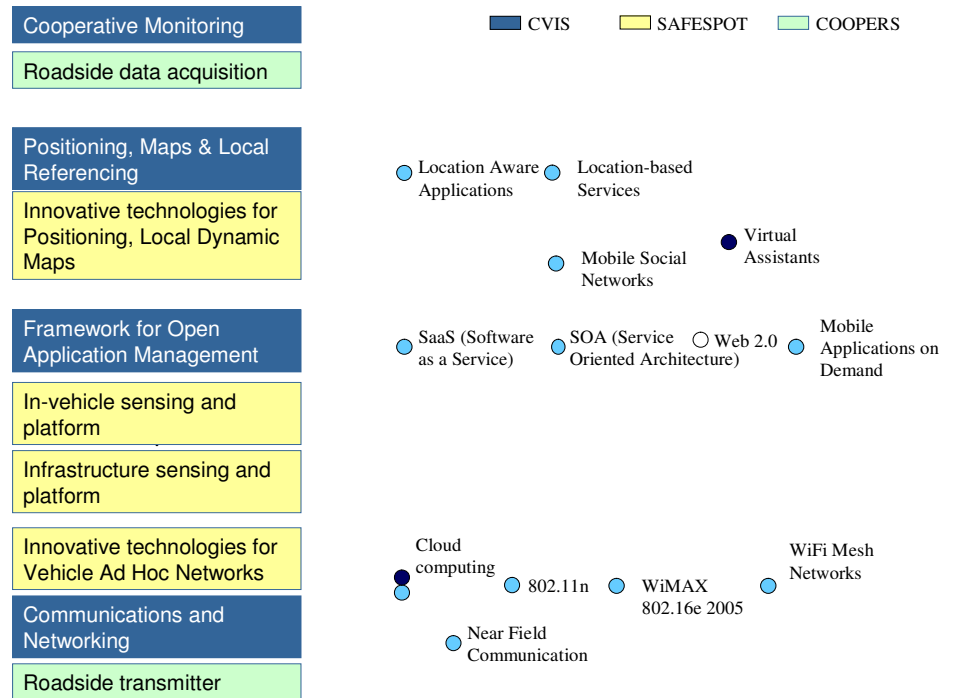 Cooperative Monitoring
CVIS
SAFESPOT
COOPERS
Roadside data acquisition
Positioning, Maps & Local
Referencing
Location Aware
Applications
Location-based
Services
Innovative technologies for
Positioning, Local Dynamic
Maps
Virtual
Assistants
Mobile Social
Networks
Framework for Open
Application Management
SaaS (Software
as a Service)
SOA (Service
Oriented Architecture)
Web 2.0
Mobile
Applications on
Demand
In-vehicle sensing and
platform
Infrastructure sensing and
platform
Innovative technologies for
Vehicle Ad Hoc Networks
Cloud
computing
802.11n
WiMAX
802.16e 2005
WiFi Mesh
Networks
Communications and
Networking
Near Field
Communication
Roadside transmitter